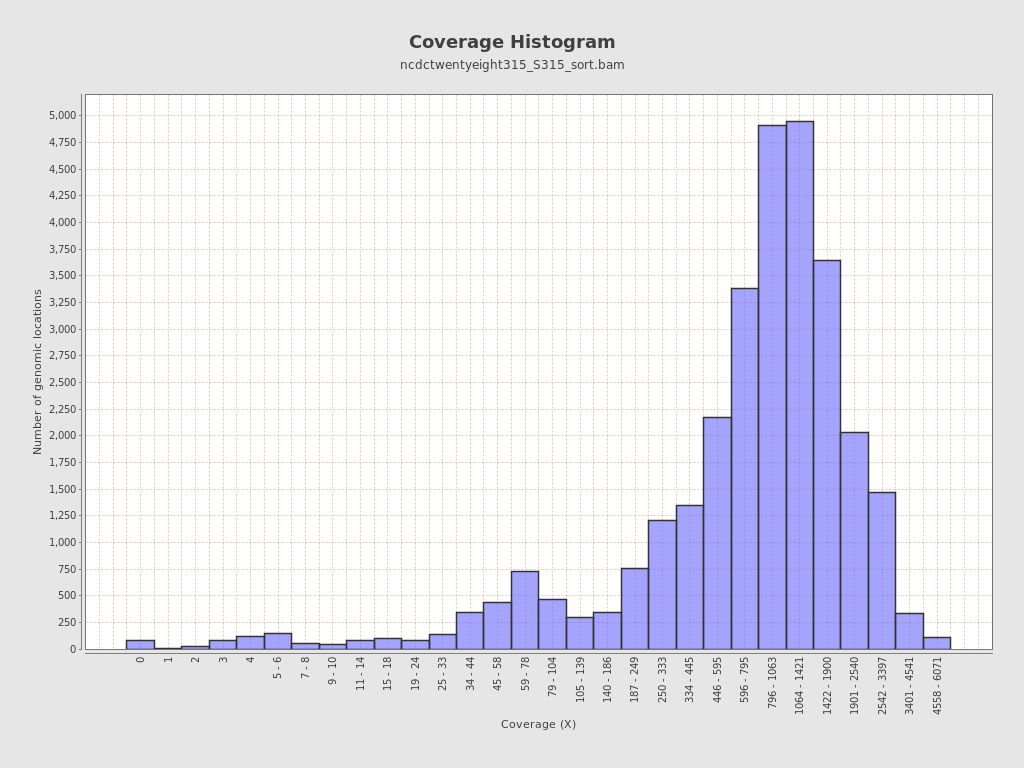 Coverage Histogram
ncdctwentyeight315_S315_sort.bam
Number of genomic locations
5,000
4,750
4,500
4,250
4,000
3,750
3,500
3,250
3,000
2,750
2,500
2,250
2,000
1,750
1,500
1,250
1,000
750
500
250
0
0
1
2
3
4
5 - 6
7 - 8
9 - 10
11 - 14
15 - 18
19 - 24
25 - 33
34 - 44
45 - 58
59 - 78
79 - 104
105 - 139
140 - 186
187 - 249
250 - 333
334 - 445
446 - 595
596 - 795
796 - 1063
1064 - 1421
1422 - 1900
1901 - 2540
2542 - 3397
3401 - 4541
4558 - 6071
Coverage (X)